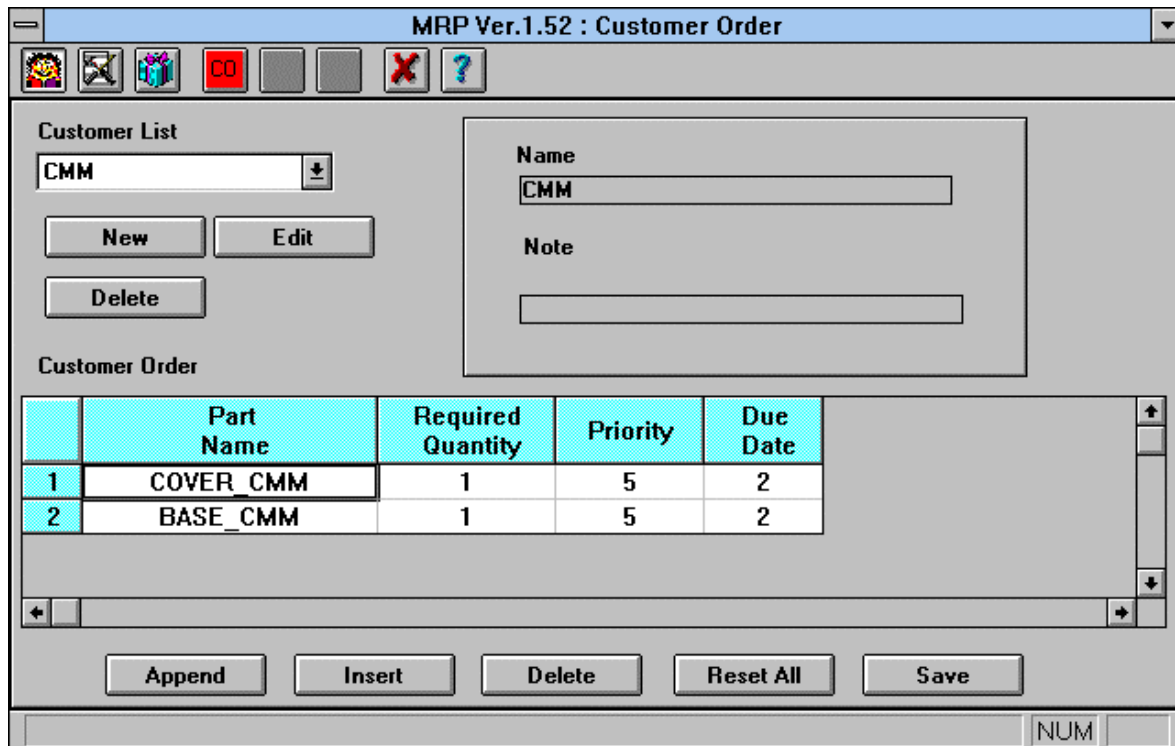 MRP Ver.1.52 : Customer Order
CO ?
Customer List
CMM
New Edit
Delete
Name
CMM
Note
Customer Order
Part Name Required Quantity Priority Due Date
1 COVER_CMM 1 5 2
2 BASE_CMM 1 5 2
Append Insert Delete Reset All Save
NUM